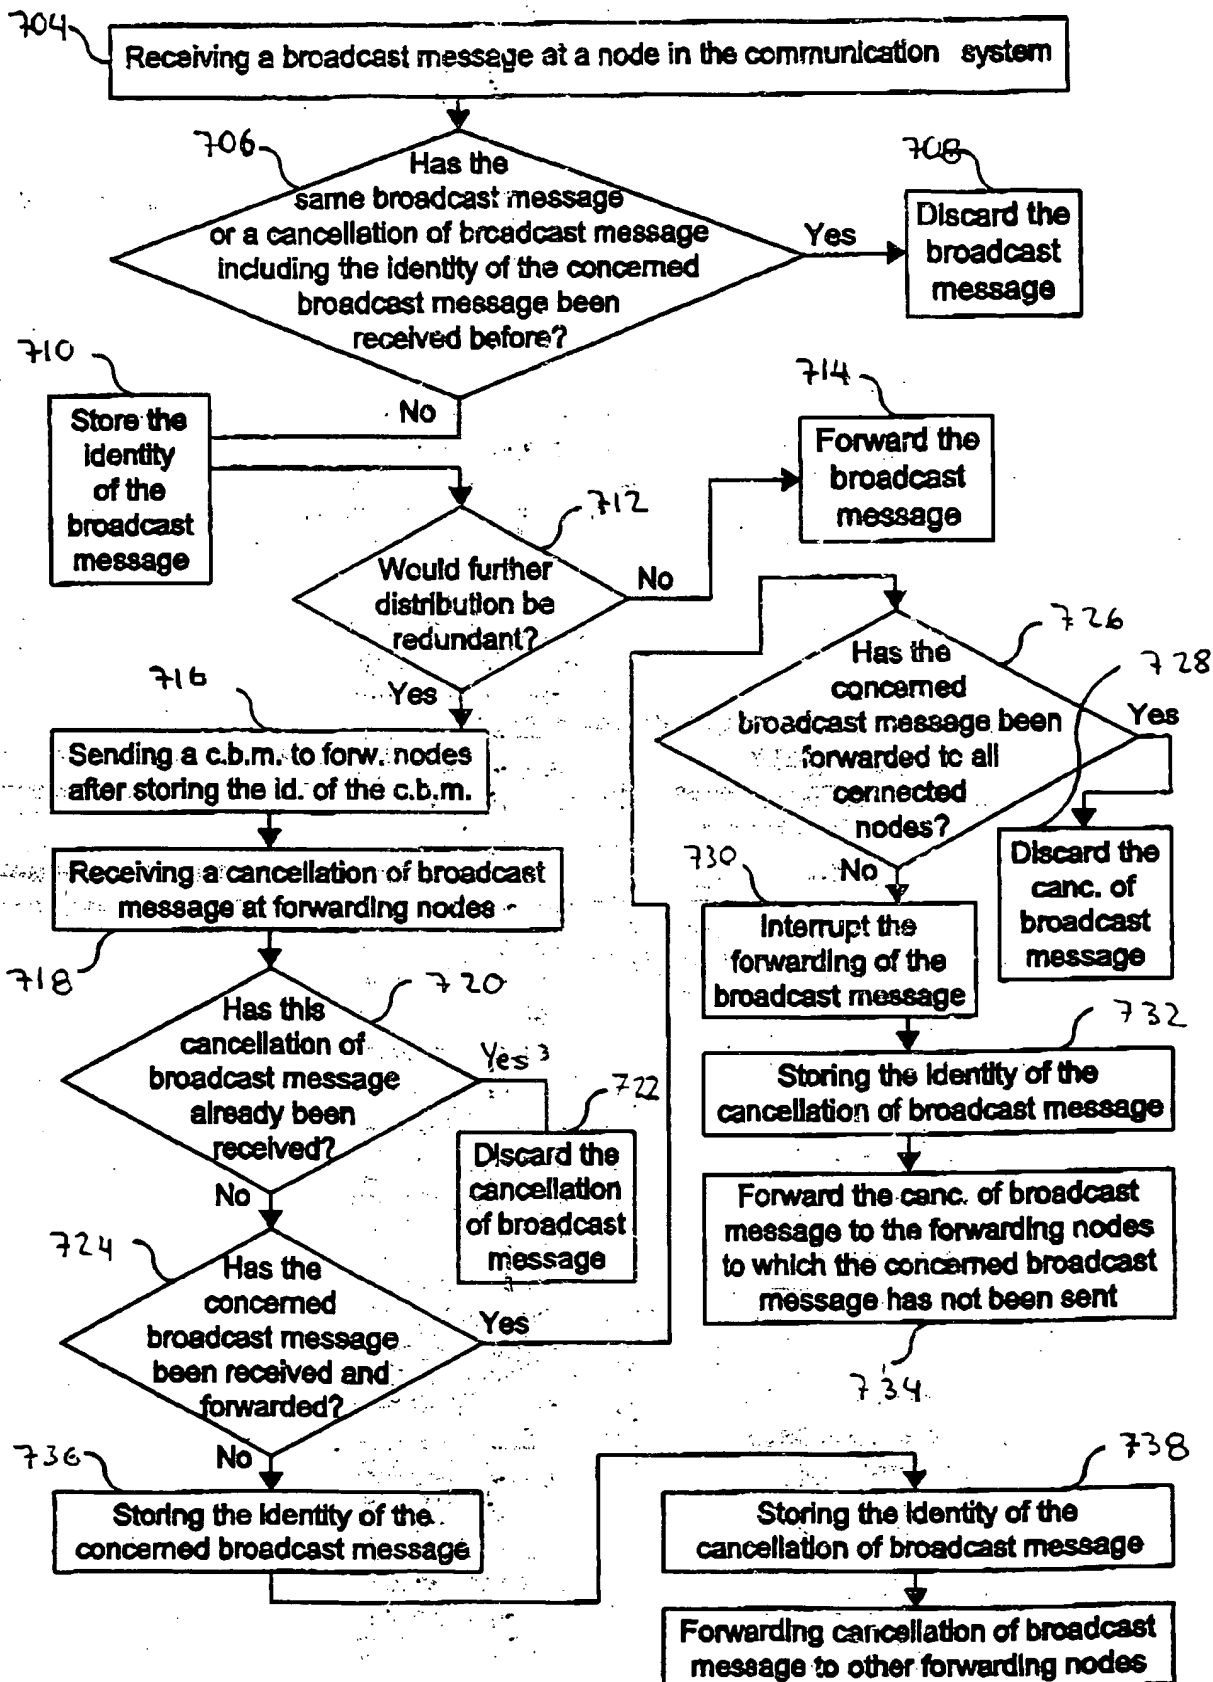 704
Receiving a broadcast message at a node in the communication system
706
Has the
same broadcast message
or a cancellation of broadcast message
including the identity of the concerned
broadcast message been
received before?
Yes
708
Discard the
broadcast
message
No
710
Store the
identity
of the
broadcast
message
712
Would further
distribution be
redundant?
No
714
Forward the
broadcast
message
Yes
716
Sending a c.b.m. to forw. nodes
after storing the id. of the c.b.m.
Receiving a cancellation of broadcast
message at forwarding nodes
718
720
Has this
cancellation of
broadcast message
already been
received?
Yes
722
Discard the
cancellation
of broadcast
message
No
724
Has the
concerned
broadcast message
been received and
forwarded?
Yes
726
Has the
concerned
broadcast message been
forwarded to all
connected
nodes?
Yes
728
Discard the
canc. of
broadcast
message
No
730
Interrupt the
forwarding of the
broadcast message
732
Storing the identity of the
cancellation of broadcast message
Forward the canc. of broadcast
message to the forwarding nodes
to which the concerned broadcast
message has not been sent
734
No
736
Storing the identity of the
concerned broadcast message
738
Storing the identity of the
cancellation of broadcast message
Forwarding cancellation of broadcast
message to other forwarding nodes